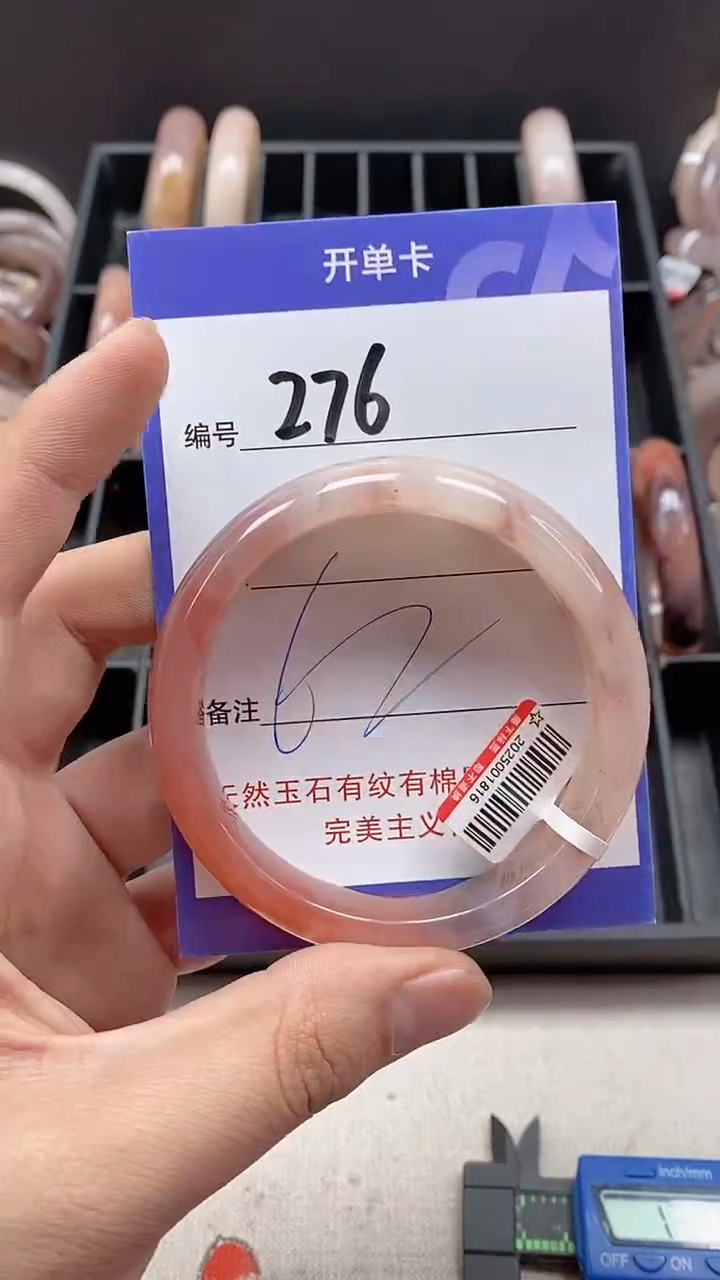 开单卡
编号 276
备注 62
然玉石有纹有棉
完美主义
2025001816
inch/mm
OFF ON